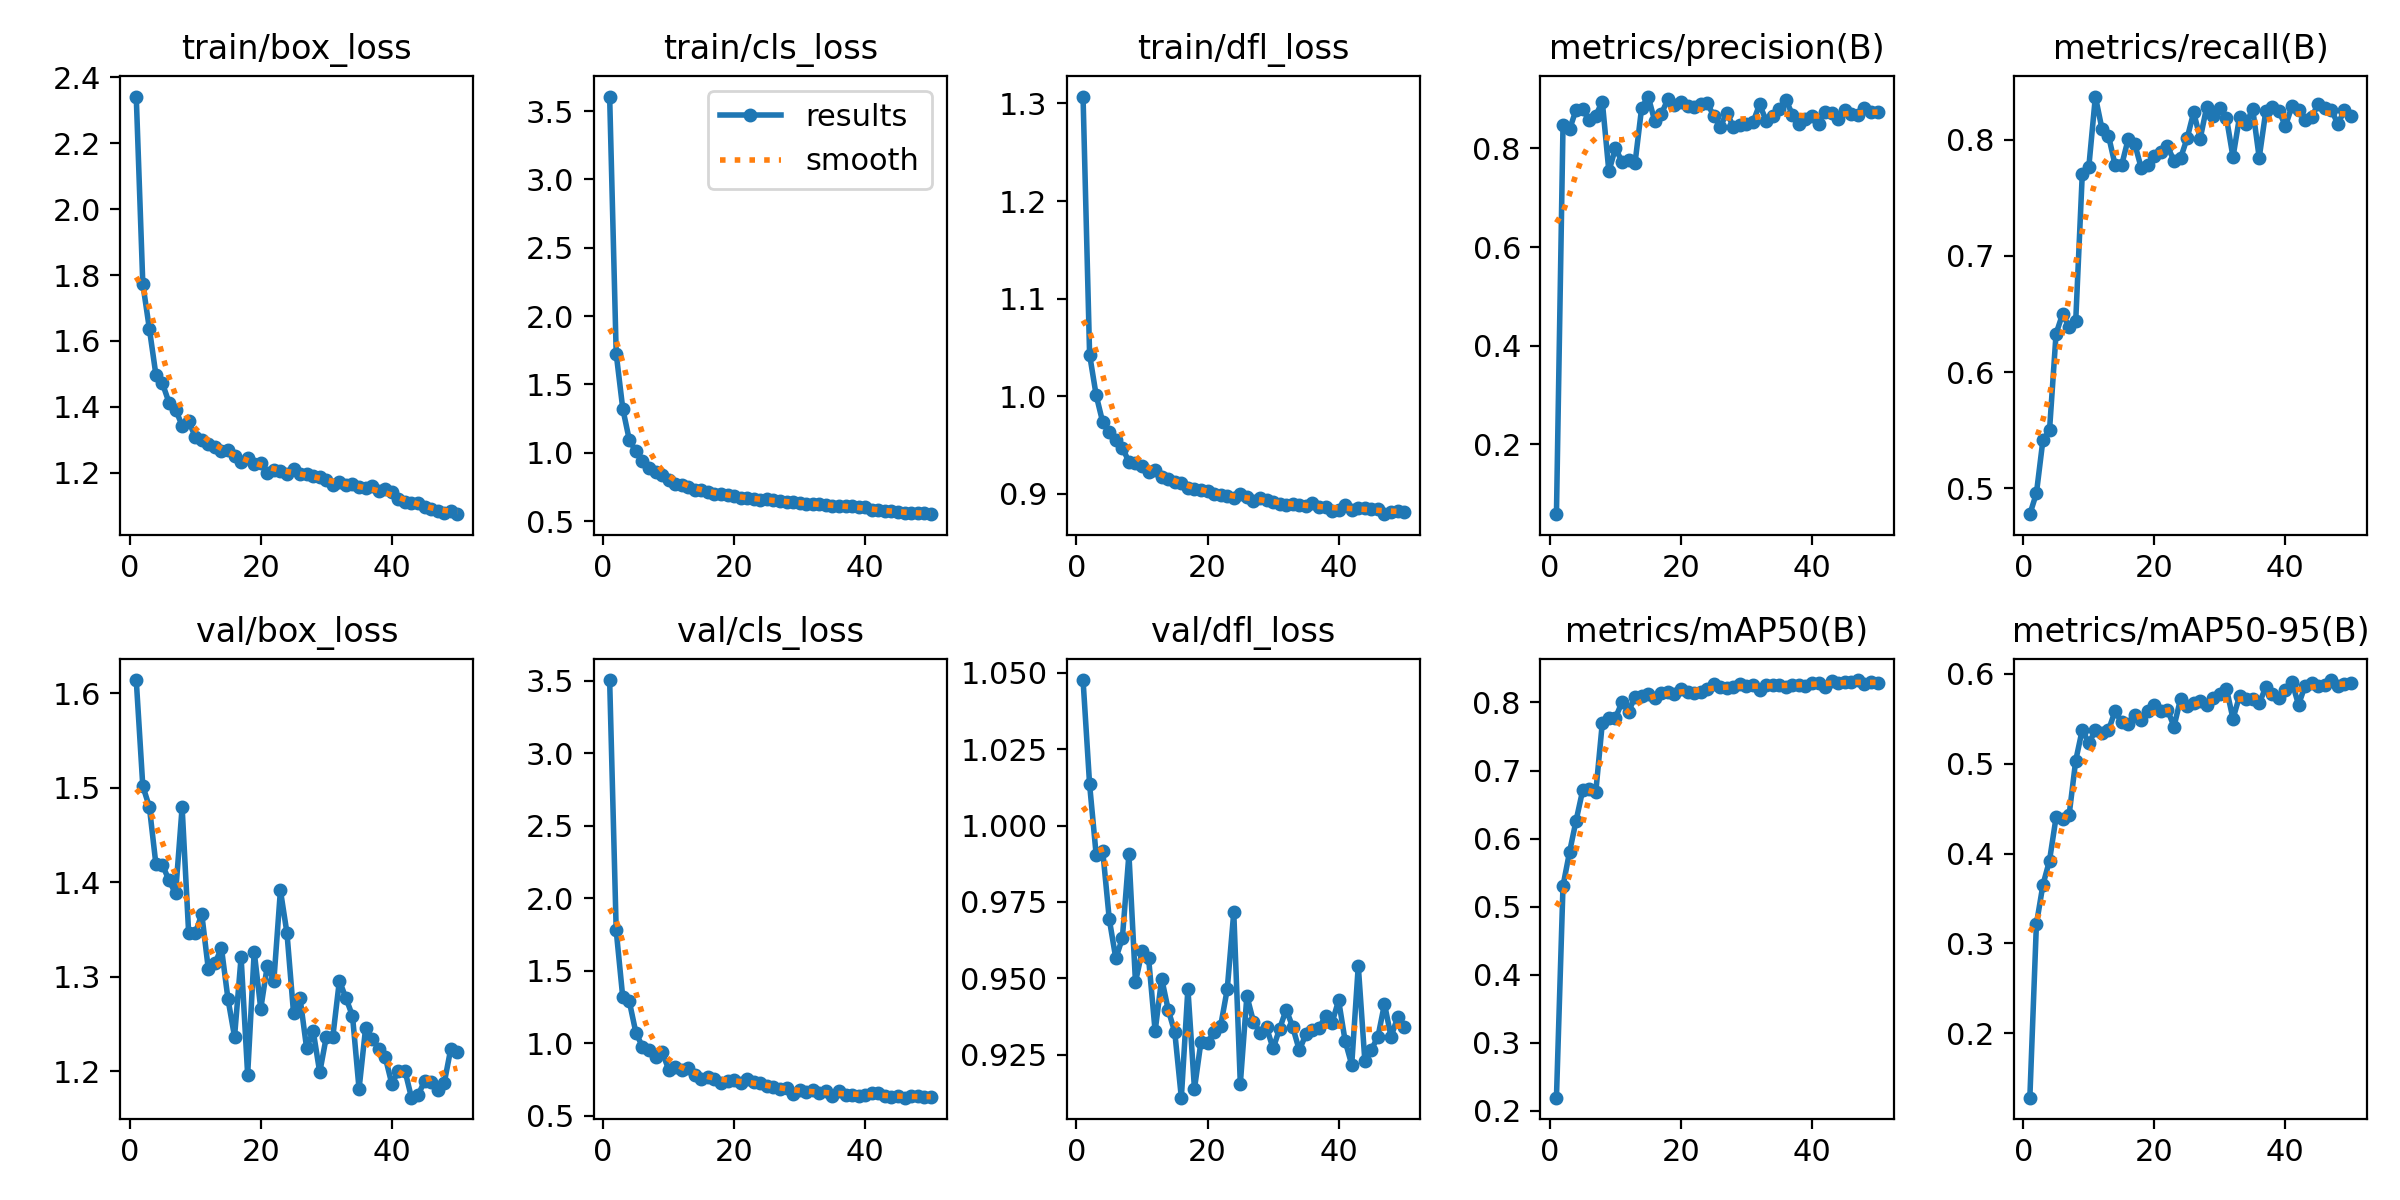 train/box_loss
2.4
2.2
2.0
1.8
1.6
1.4
1.2
0 20 40
train/cls_loss
results
smooth
3.5
3.0
2.5
2.0
1.5
1.0
0.5
0 20 40
train/dfl_loss
1.3
1.2
1.1
1.0
0.9
0 20 40
metrics/precision(B)
0.8
0.6
0.4
0.2
0 20 40
metrics/recall(B)
0.8
0.7
0.6
0.5
0 20 40
val/box_loss
1.6
1.5
1.4
1.3
1.2
0 20 40
val/cls_loss
3.5
3.0
2.5
2.0
1.5
1.0
0.5
0 20 40
val/dfl_loss
1.050
1.025
1.000
0.975
0.950
0.925
0 20 40
metrics/mAP50(B)
0.8
0.7
0.6
0.5
0.4
0.3
0.2
0 20 40
metrics/mAP50-95(B)
0.6
0.5
0.4
0.3
0.2
0 20 40